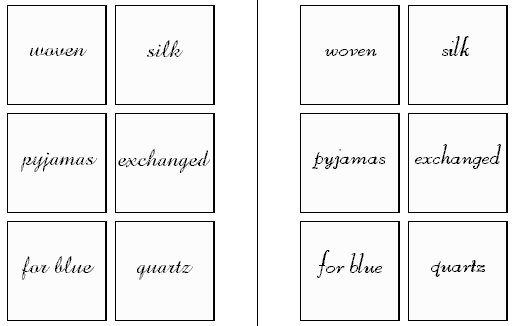 woven silk woven silk
pyjamas exchanged pyjamas exchanged
for blue quartz for blue quartz